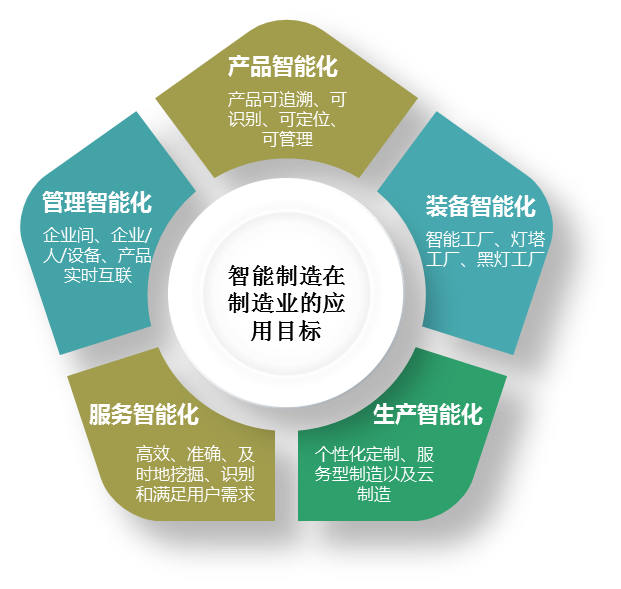 产品智能化
产品可追溯、可
识别、可定位、
可管理
管理智能化
企业间、企业/
人/设备、产品
实时互联
装备智能化
智能工厂、灯塔
工厂、黑灯工厂
智能制造在
制造业的应
用目标
服务智能化
高效、准确、及
时地挖掘、识别
和满足用户需求
生产智能化
个性化定制、服
务型制造以及云
制造